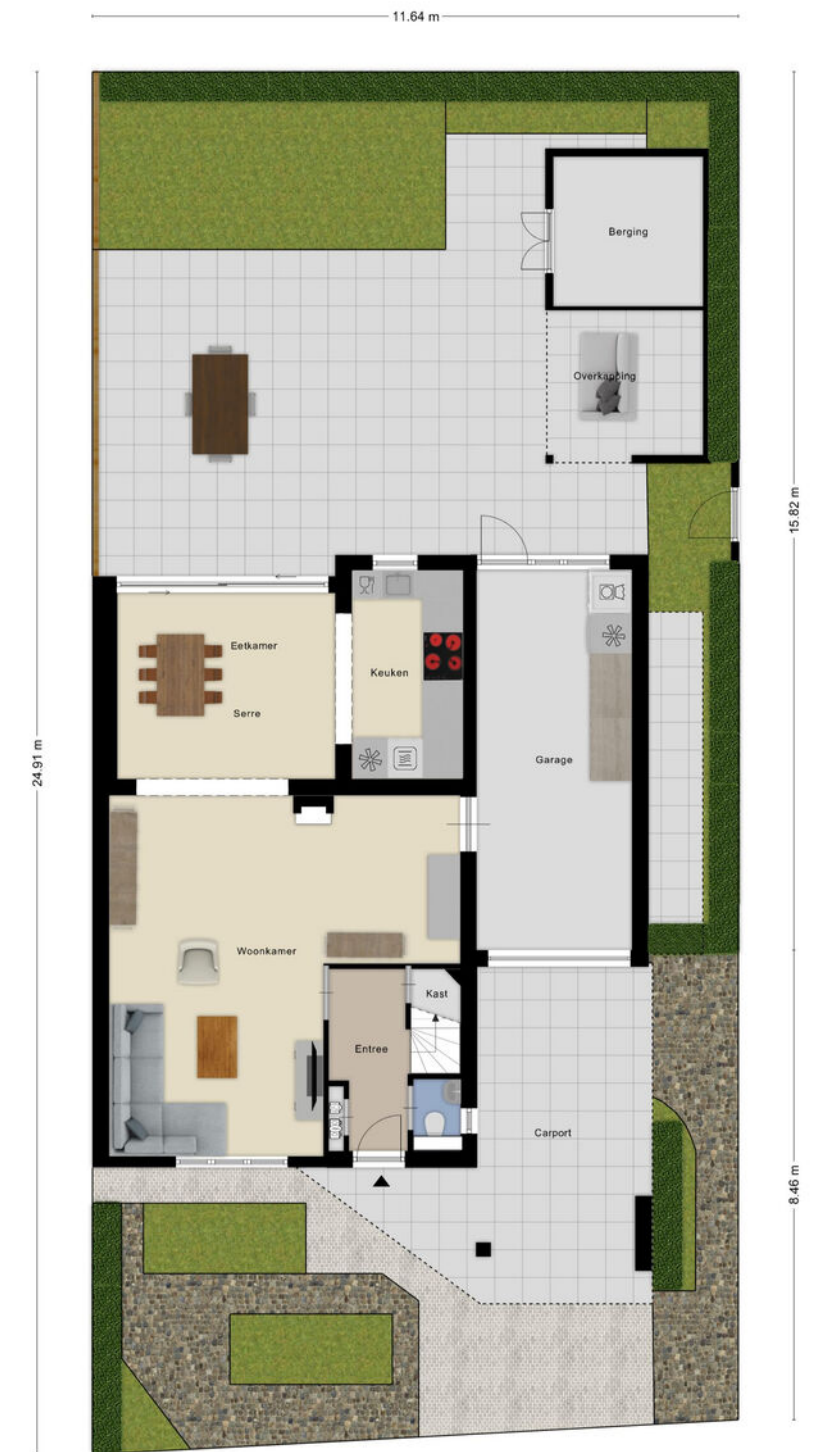 11.64 m
Berging
Overkapping
15.82 m
Eetkamer
Keuken
Serre
24.91 m
Garage
Woonkamer
Kast
Entree
Carport
8.46 m